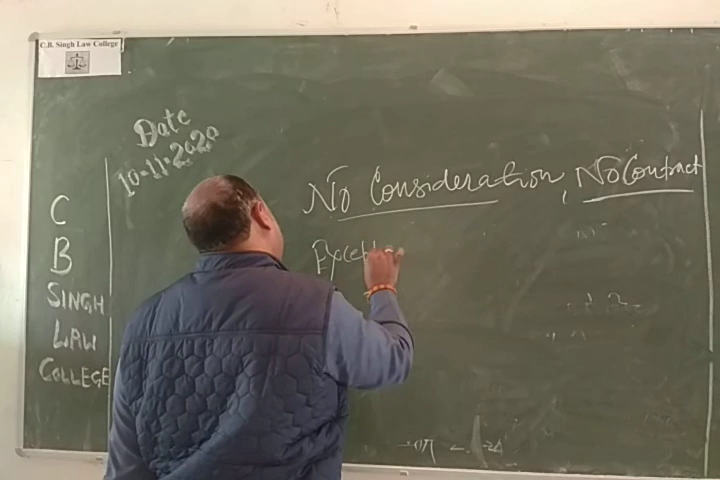 C.B. Singh Law College
Date
10-11-2020
No Consideration, No Contract
Excepti
C
B
SINGH
LAW
COLLEGE